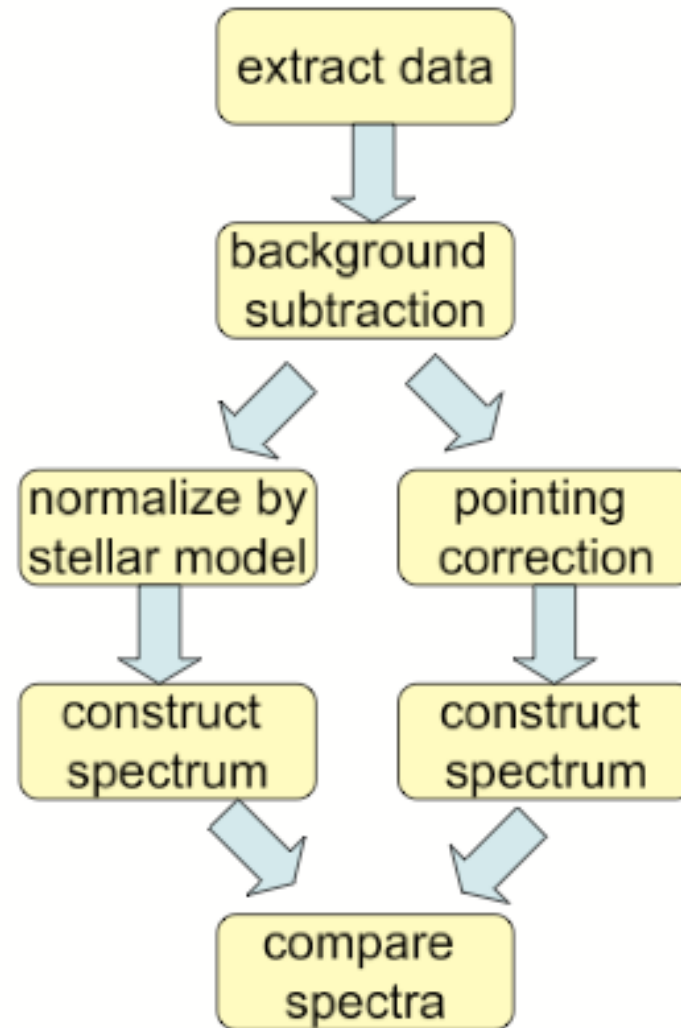 extract data
background
subtraction
normalize by
stellar model
pointing
correction
construct
spectrum
construct
spectrum
compare
spectra